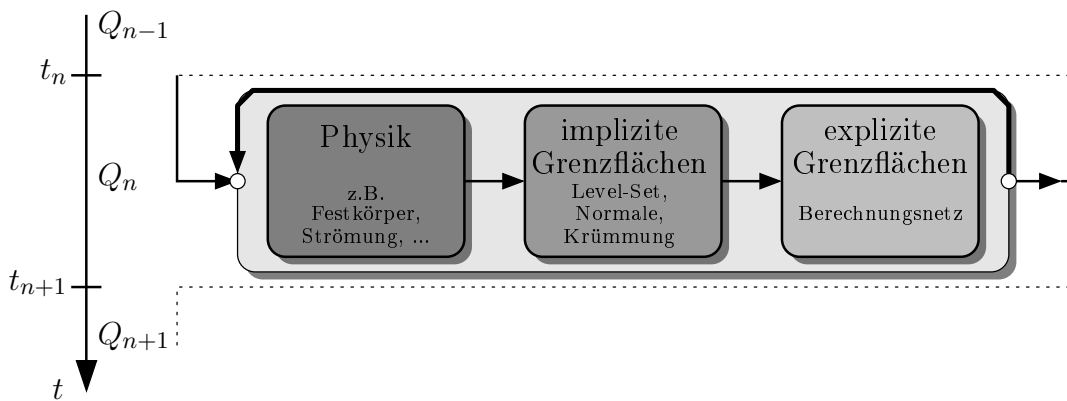 Q_{n-1}
t_n
Q_n
t_{n+1}
Q_{n+1}
t
Physik
z.B.
Festkörper,
Strömung, ...
implizite
Grenzflächen
Level-Set,
Normale,
Krümmung
explizite
Grenzflächen
Berechnungsnetz